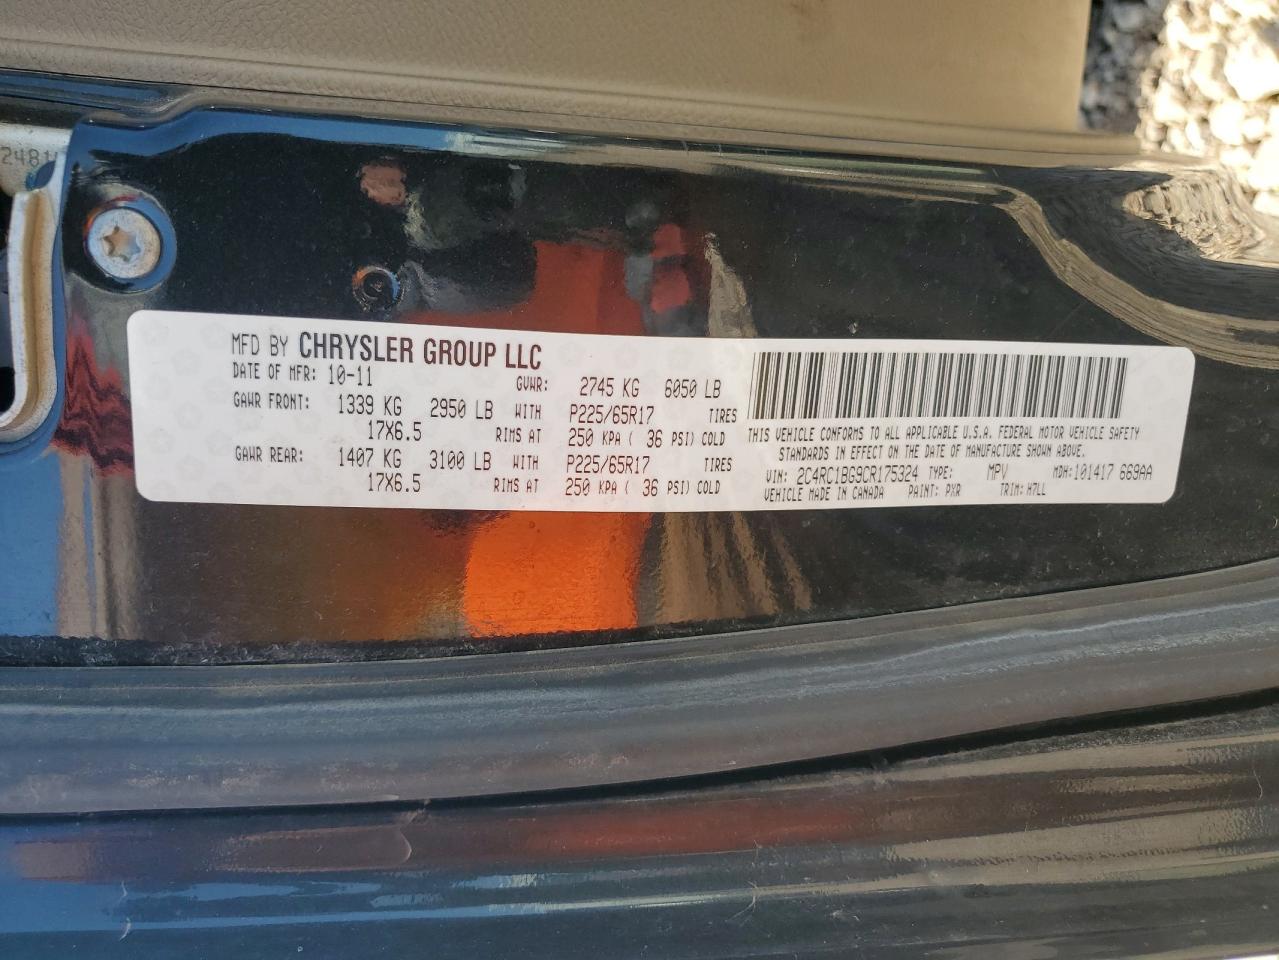 2481
MFD BY CHRYSLER GROUP LLC
DATE OF MFR: 10-11 GVWR: 2745 KG 6050 LB
GAWR FRONT: 1339 KG 2950 LB WITH P225/65R17 TIRES
17X6.5 RIMS AT 250 KPA ( 36 PSI) COLD
GAWR REAR: 1407 KG 3100 LB WITH P225/65R17 TIRES
17X6.5 RIMS AT 250 KPA ( 36 PSI) COLD
THIS VEHICLE CONFORMS TO ALL APPLICABLE U.S.A. FEDERAL MOTOR VEHICLE SAFETY
STANDARDS IN EFFECT ON THE DATE OF MANUFACTURE SHOWN ABOVE.
VIN: 2C4RC1BG9CR175324 TYPE: MPV MDH:101417 669AA
VEHICLE MADE IN CANADA PAINT: PXR TRIM: H7LL